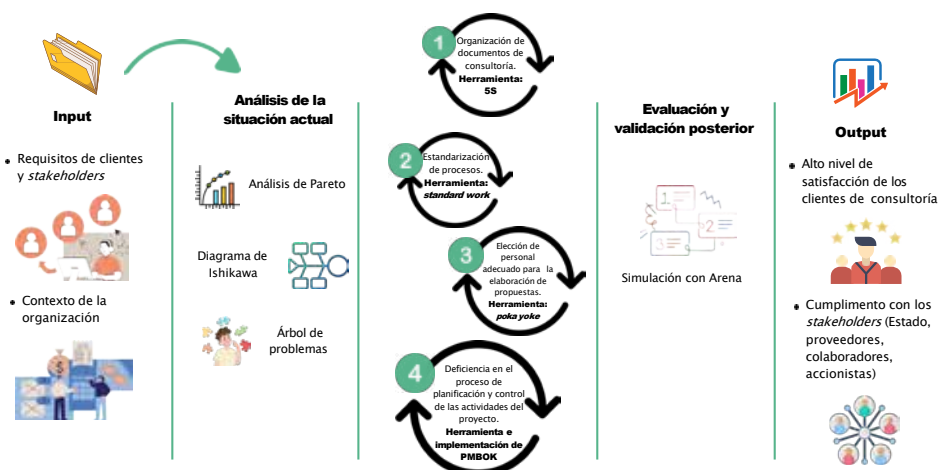 Input
• Requisitos de clientes
y stakeholders
• Contexto de la
organización
Análisis de la
situación actual
Análisis de Pareto
Diagrama de
Ishikawa
Árbol de
problemas
1
Organización de
documentos de
consultoría.
Herramienta:
5S
2
Estandarización
de procesos.
Herramienta:
standard work
3
Elección de
personal
adecuado para la
elaboración de
propuestas.
Herramienta:
poka yoke
4
Deficiencia en el
proceso de
planificación y control
de las actividades del
proyecto.
Herramienta e
implementación de
PMBOK
Evaluación y
validación posterior
1
2
3
Simulación con Arena
Output
• Alto nivel de
satisfacción de los
clientes de consultoría
• Cumplimento con los
stakeholders (Estado,
proveedores,
colaboradores,
accionistas)